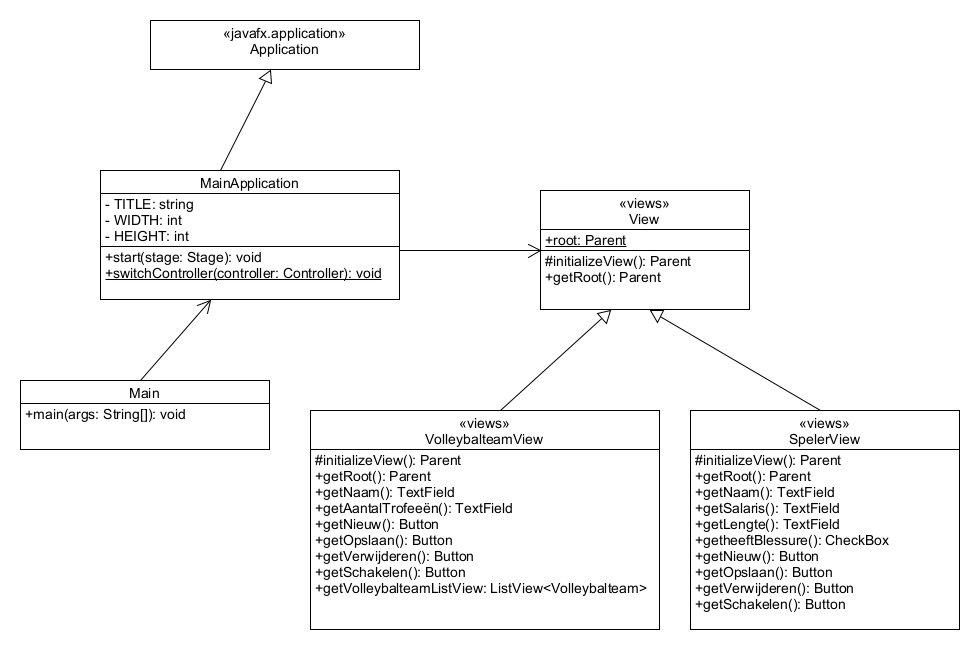 «javafx.application»
Application
MainApplication
- TITLE: string
- WIDTH: int
- HEIGHT: int
+start(stage: Stage): void
+switchController(controller: Controller): void
«views»
View
+root: Parent
#initializeView(): Parent
+getRoot(): Parent
Main
+main(args: String[]): void
«views»
VolleybalteamView
#initializeView(): Parent
+getRoot(): Parent
+getNaam(): TextField
+getAantalTrofeeën(): TextField
+getNieuw(): Button
+getOpslaan(): Button
+getVerwijderen(): Button
+getSchakelen(): Button
+getVolleybalteamListView: ListView<Volleybalteam>
«views»
SpelerView
#initializeView(): Parent
+getRoot(): Parent
+getNaam(): TextField
+getSalaris(): TextField
+getLengte(): TextField
+getheeftBlessure(): CheckBox
+getNieuw(): Button
+getOpslaan(): Button
+getVerwijderen(): Button
+getSchakelen(): Button